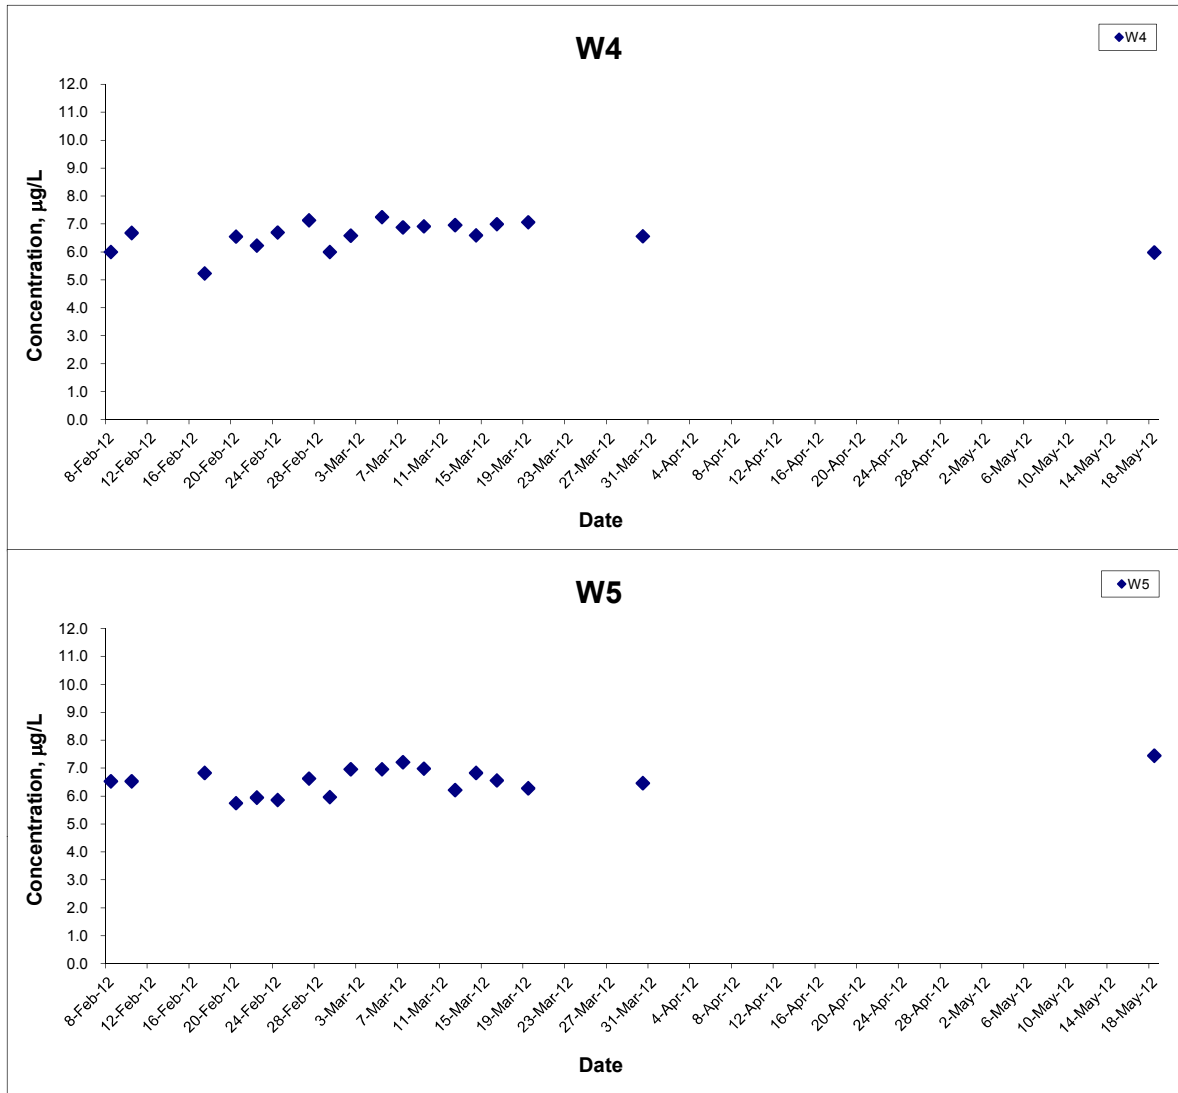 W4
W4
Concentration, µg/L
12.0
11.0
10.0
9.0
8.0
7.0
6.0
5.0
4.0
3.0
2.0
1.0
0.0
8-Feb-12
12-Feb-12
16-Feb-12
20-Feb-12
24-Feb-12
28-Feb-12
3-Mar-12
7-Mar-12
11-Mar-12
15-Mar-12
19-Mar-12
23-Mar-12
27-Mar-12
31-Mar-12
4-Apr-12
8-Apr-12
12-Apr-12
16-Apr-12
20-Apr-12
24-Apr-12
28-Apr-12
2-May-12
6-May-12
10-May-12
14-May-12
18-May-12
Date
W5
W5
Concentration, µg/L
12.0
11.0
10.0
9.0
8.0
7.0
6.0
5.0
4.0
3.0
2.0
1.0
0.0
8-Feb-12
12-Feb-12
16-Feb-12
20-Feb-12
24-Feb-12
28-Feb-12
3-Mar-12
7-Mar-12
11-Mar-12
15-Mar-12
19-Mar-12
23-Mar-12
27-Mar-12
31-Mar-12
4-Apr-12
8-Apr-12
12-Apr-12
16-Apr-12
20-Apr-12
24-Apr-12
28-Apr-12
2-May-12
6-May-12
10-May-12
14-May-12
18-May-12
Date